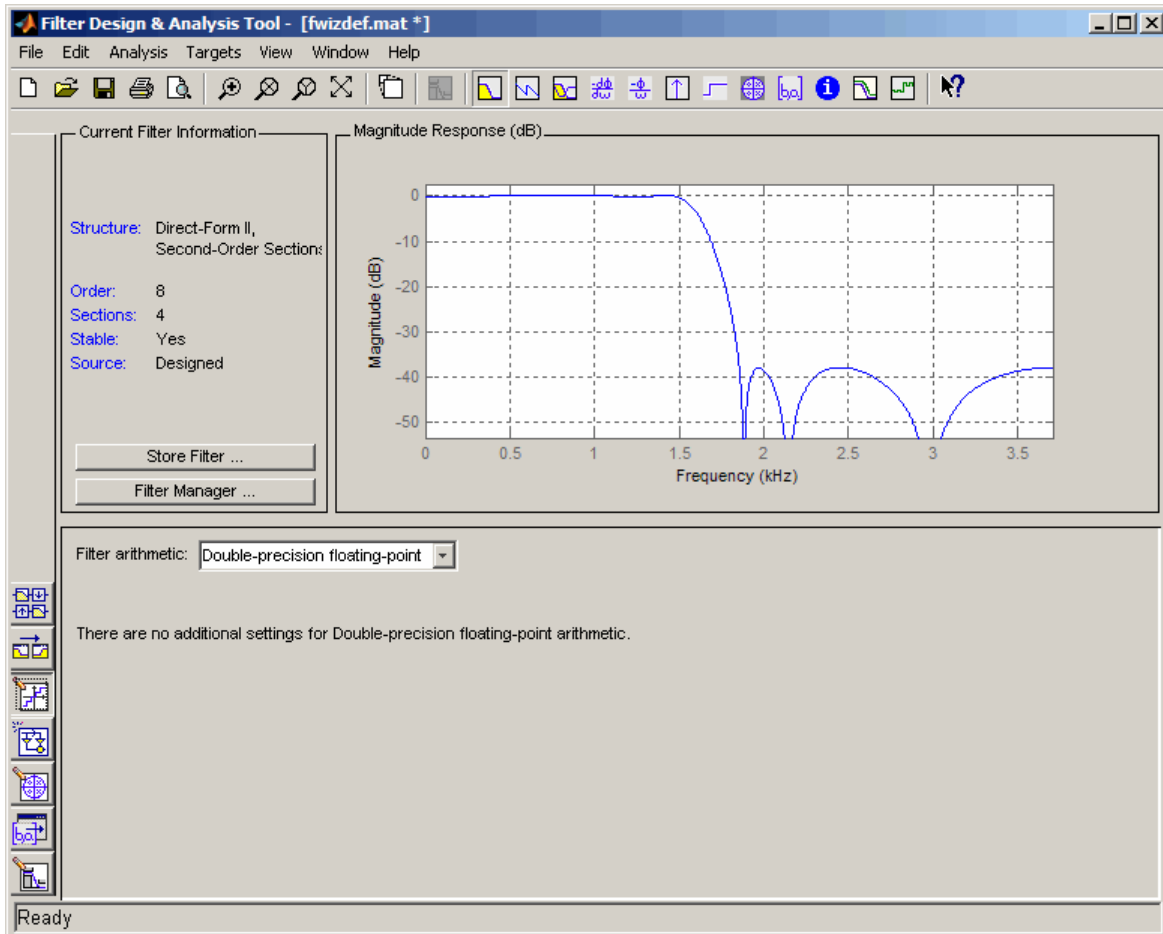 Filter Design & Analysis Tool - [fwizdef.mat *]
File Edit Analysis Targets View Window Help
Current Filter Information
Structure: Direct-Form II,
Second-Order Sections
Order: 8
Sections: 4
Stable: Yes
Source: Designed
Store Filter ...
Filter Manager ...
Magnitude Response (dB)
0
-10
-20
-30
-40
-50
Magnitude (dB)
0 0.5 1 1.5 2 2.5 3 3.5
Frequency (kHz)
Filter arithmetic: Double-precision floating-point
There are no additional settings for Double-precision floating-point arithmetic.
Ready